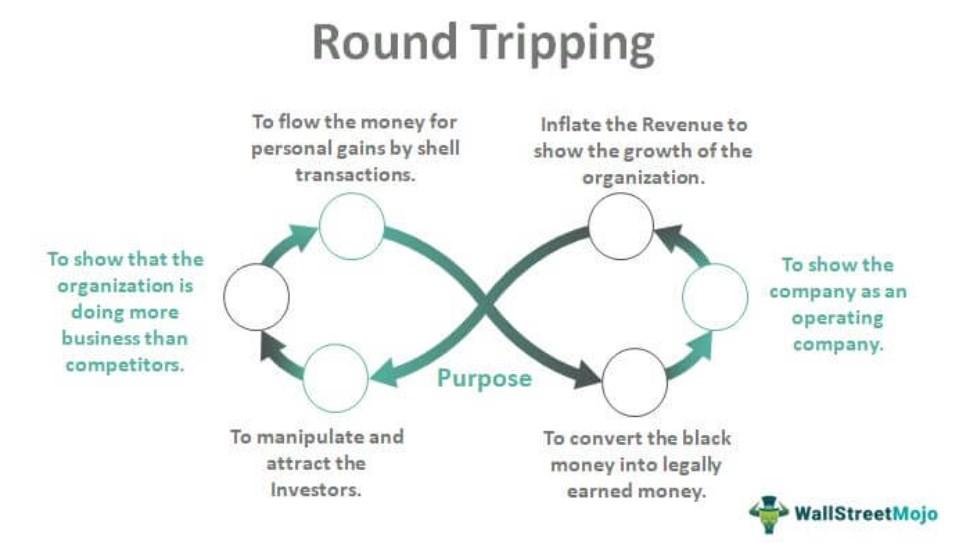 Round Tripping
To flow the money for
personal gains by shell
transactions.
Inflate the Revenue to
show the growth of the
organization.
To show that the
organization is
doing more
business than
competitors.
To show the
company as an
operating
company.
Purpose
To manipulate and
attract the
Investors.
To convert the black
money into legally
earned money.
WallStreetMojo